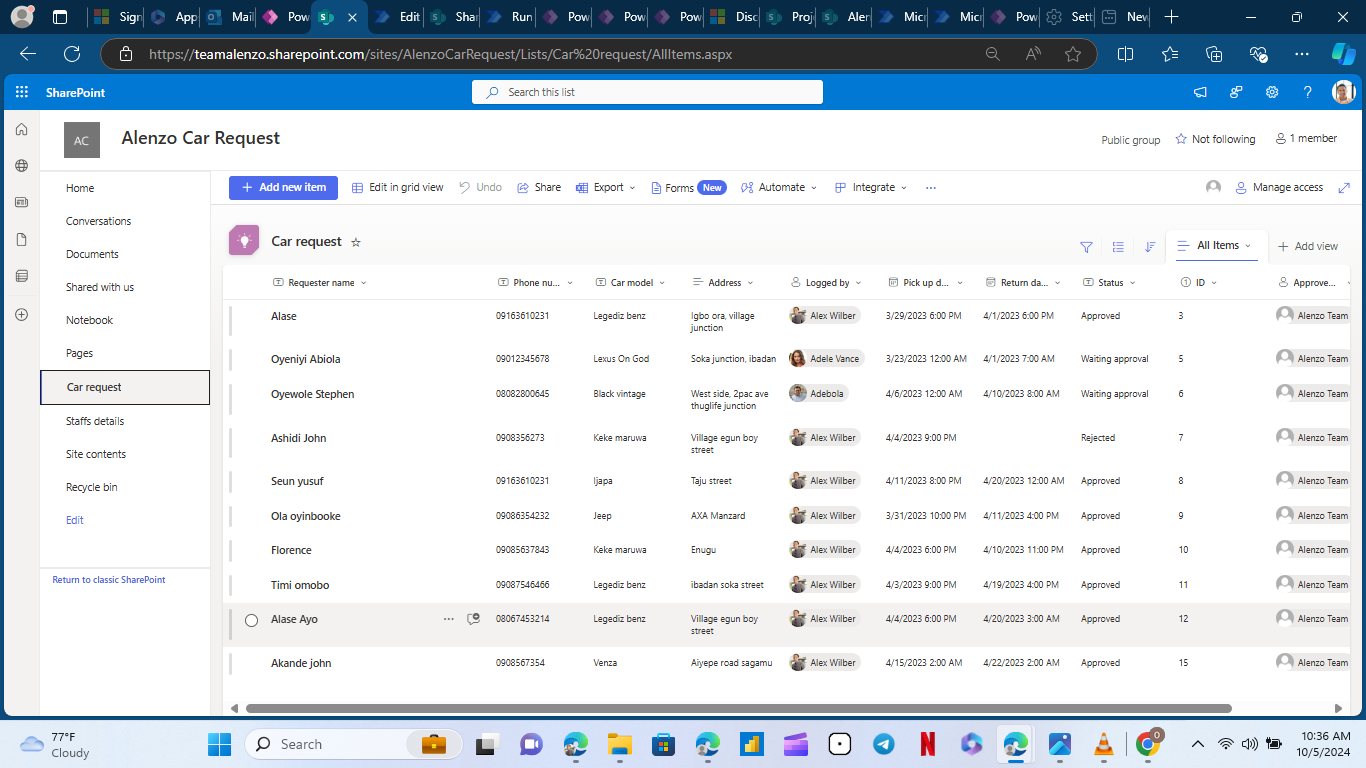 Sign
App
Mail
Pow
Edit
Shar
Run
Pow
Pow
Pow
Disc
Proje
Aler
Micr
Micr
Pow
Sett
New
https://teamalenzo.sharepoint.com/sites/AlenzoCarRequest/Lists/Car%20request/AllItems.aspx
SharePoint
Search this list
AC
Alenzo Car Request
Public group
Not following
1 member
Home
Conversations
Documents
Shared with us
Notebook
Pages
Car request
Staffs details
Site contents
Recycle bin
Edit
Return to classic SharePoint
Add new item
Edit in grid view
Undo
Share
Export
Forms New
Automate
Integrate
Manage access
Car request
All Items
Add view
Requester name Phone nu... Car model Address Logged by Pick up d... Return da... Status ID Approve...
Alase 09163610231 Legediz benz Igbo ora, village Alex Wilber 3/29/2023 6:00 PM 4/1/2023 6:00 PM Approved 3 Alenzo Team
junction
Oyeniyi Abiola 09012345678 Lexus On God Soka junction, ibadan Adele Vance 3/23/2023 12:00 AM 4/1/2023 7:00 AM Waiting approval 5 Alenzo Team
Oyewole Stephen 08082800645 Black vintage West side, 2pac ave Adebola 4/6/2023 12:00 AM 4/10/2023 8:00 AM Waiting approval 6 Alenzo Team
thuglife junction
Ashidi John 0908356273 Keke maruwa Village egun boy Alex Wilber 4/4/2023 9:00 PM Rejected 7 Alenzo Team
street
Seun yusuf 09163610231 Ijapa Taju street Alex Wilber 4/11/2023 8:00 PM 4/20/2023 12:00 AM Approved 8 Alenzo Team
Ola oyinbooke 09086354232 Jeep AXA Manzard Alex Wilber 3/31/2023 10:00 PM 4/11/2023 4:00 PM Approved 9 Alenzo Team
Florence 09085637843 Keke maruwa Enugu Alex Wilber 4/4/2023 6:00 PM 4/10/2023 11:00 PM Approved 10 Alenzo Team
Timi omobo 09087546466 Legediz benz ibadan soka street Alex Wilber 4/3/2023 9:00 PM 4/19/2023 4:00 PM Approved 11 Alenzo Team
Alase Ayo 08067453214 Legediz benz Village egun boy Alex Wilber 4/4/2023 6:00 PM 4/20/2023 3:00 AM Approved 12 Alenzo Team
street
Akande john 0908567354 Venza Aiyepe road sagamu Alex Wilber 4/15/2023 2:00 AM 4/22/2023 2:00 AM Approved 15 Alenzo Team
77°F
Cloudy
Search
0
10:36 AM
10/5/2024